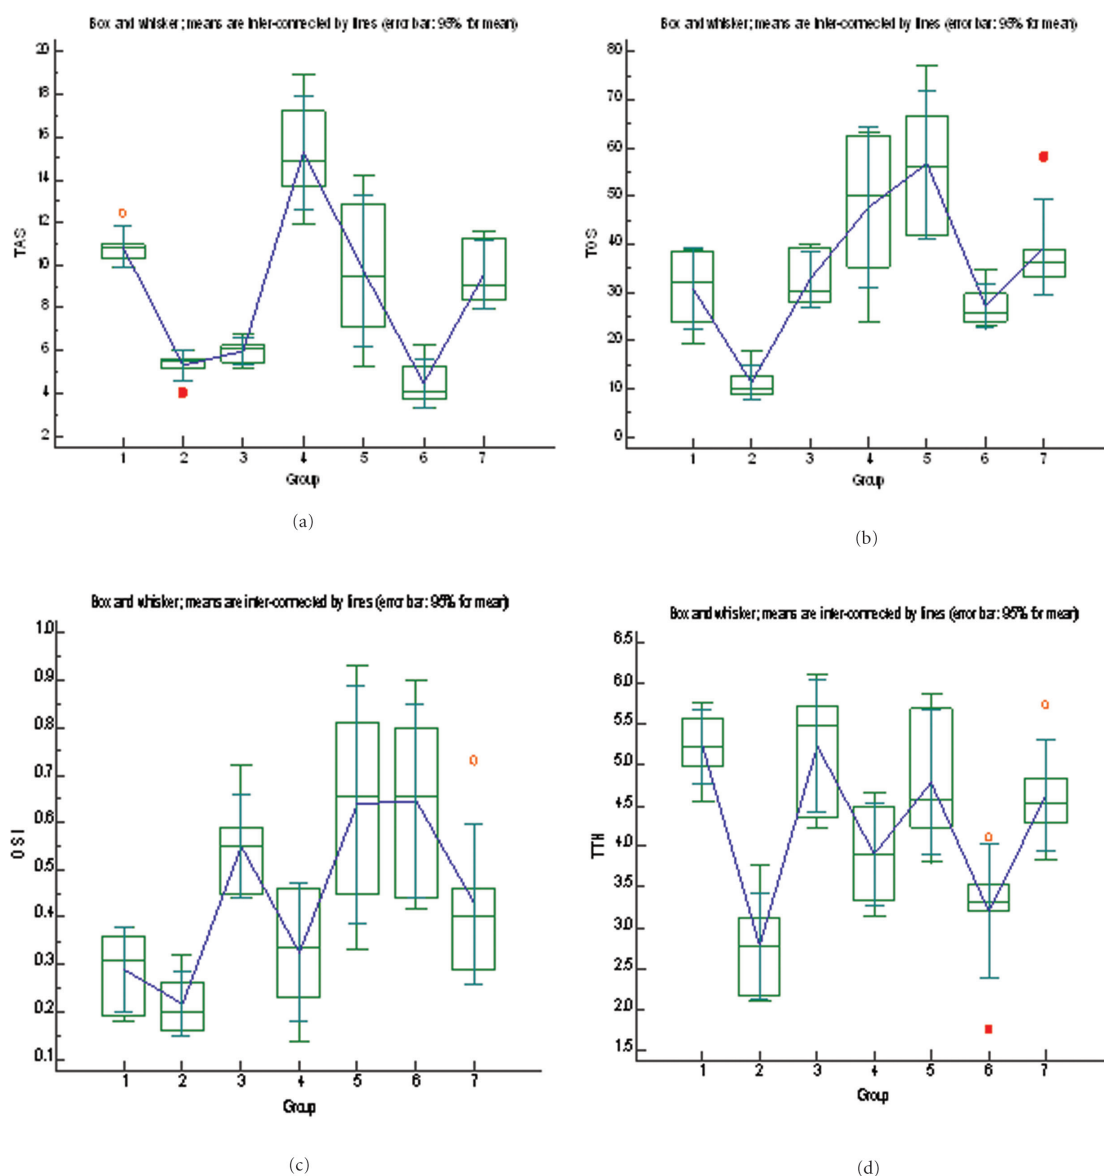 Box and whisker; means are inter-connected by lines (error bar: 95% for mean)
20
18
16
14
12
10
8
6
4
2
TAS
1 2 3 4 5 6 7
Group
(a)
Box and whisker; means are inter-connected by lines (error bar: 95% for mean)
80
70
60
50
40
30
20
10
0
TOS
1 2 3 4 5 6 7
Group
(b)
Box and whisker; means are inter-connected by lines (error bar: 95% for mean)
1.0
0.9
0.8
0.7
0.6
0.5
0.4
0.3
0.2
0.1
OSI
1 2 3 4 5 6 7
Group
(c)
Box and whisker; means are inter-connected by lines (error bar: 95% for mean)
6.5
6.0
5.5
5.0
4.5
4.0
3.5
3.0
2.5
2.0
1.5
TTH
1 2 3 4 5 6 7
Group
(d)